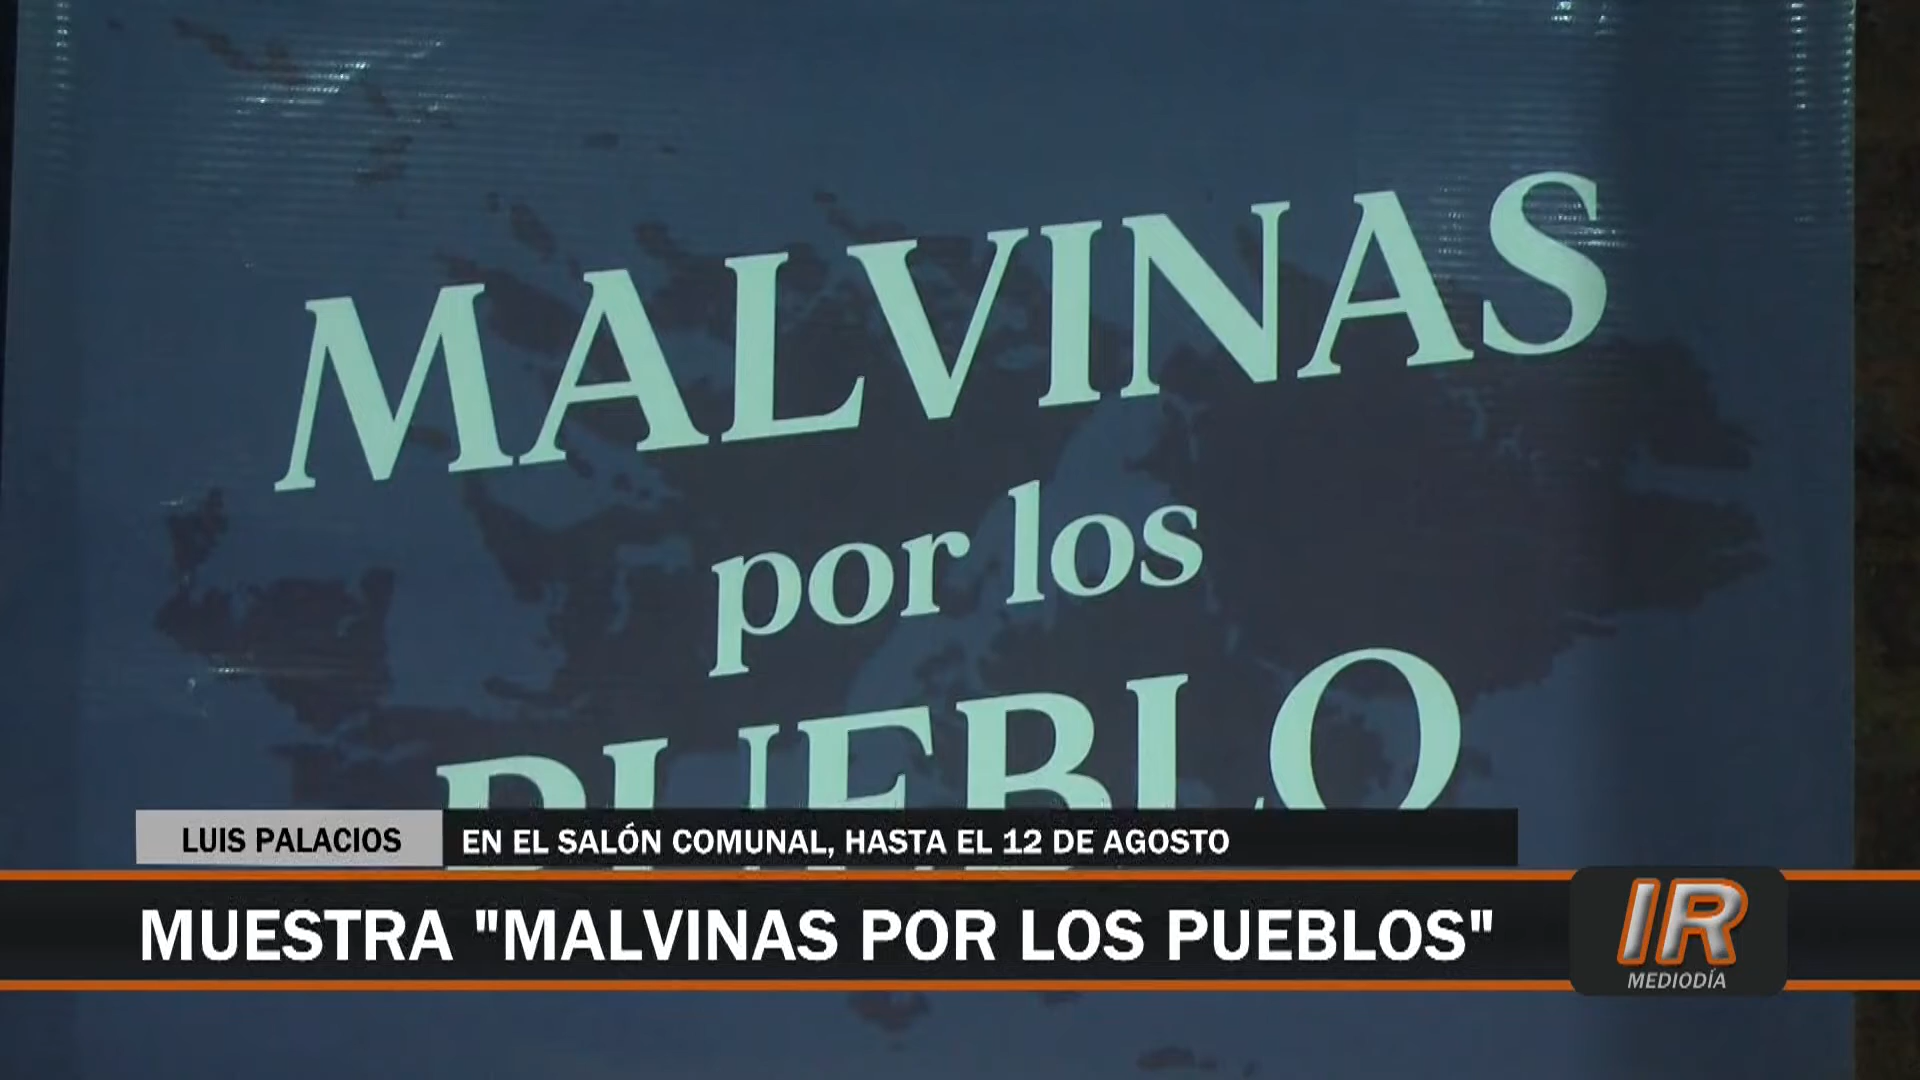 MALVINAS
por los
PUEBLO
LUIS PALACIOS
EN EL SALÓN COMUNAL, HASTA EL 12 DE AGOSTO
MUESTRA "MALVINAS POR LOS PUEBLOS"
IR
MEDIODÍA